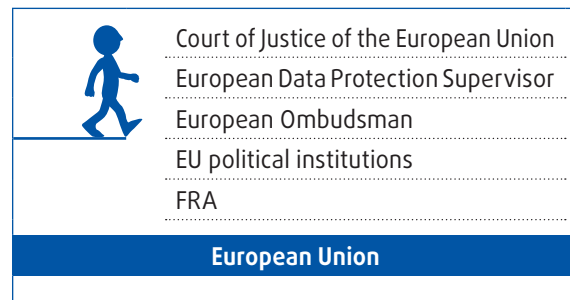 Court of Justice of the European Union
European Data Protection Supervisor
European Ombudsman
EU political institutions
FRA
European Union